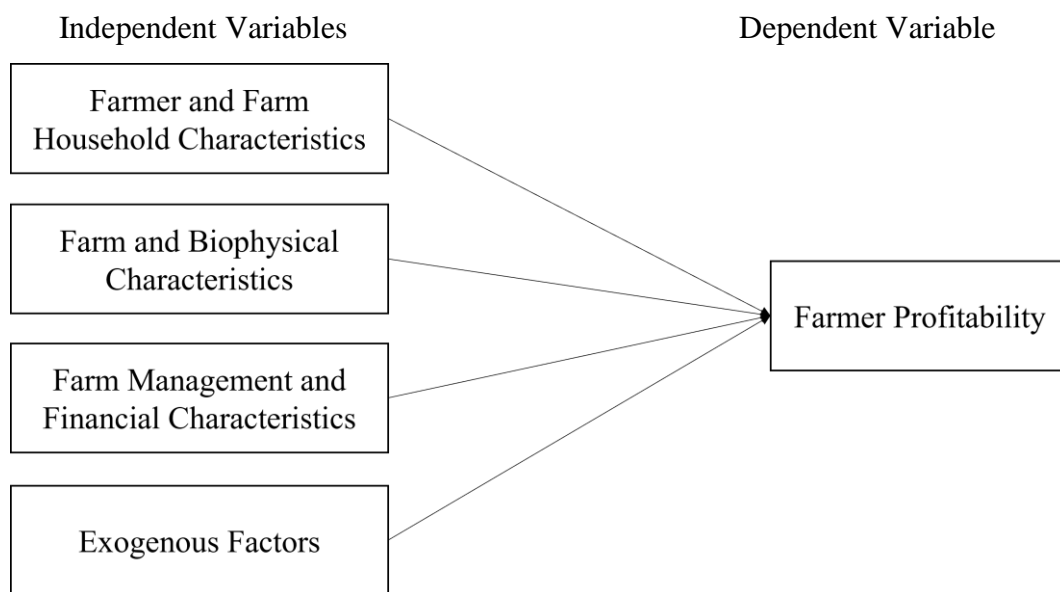 Independent Variables
Dependent Variable
Farmer and Farm
Household Characteristics
Farm and Biophysical
Characteristics
Farm Management and
Financial Characteristics
Exogenous Factors
Farmer Profitability